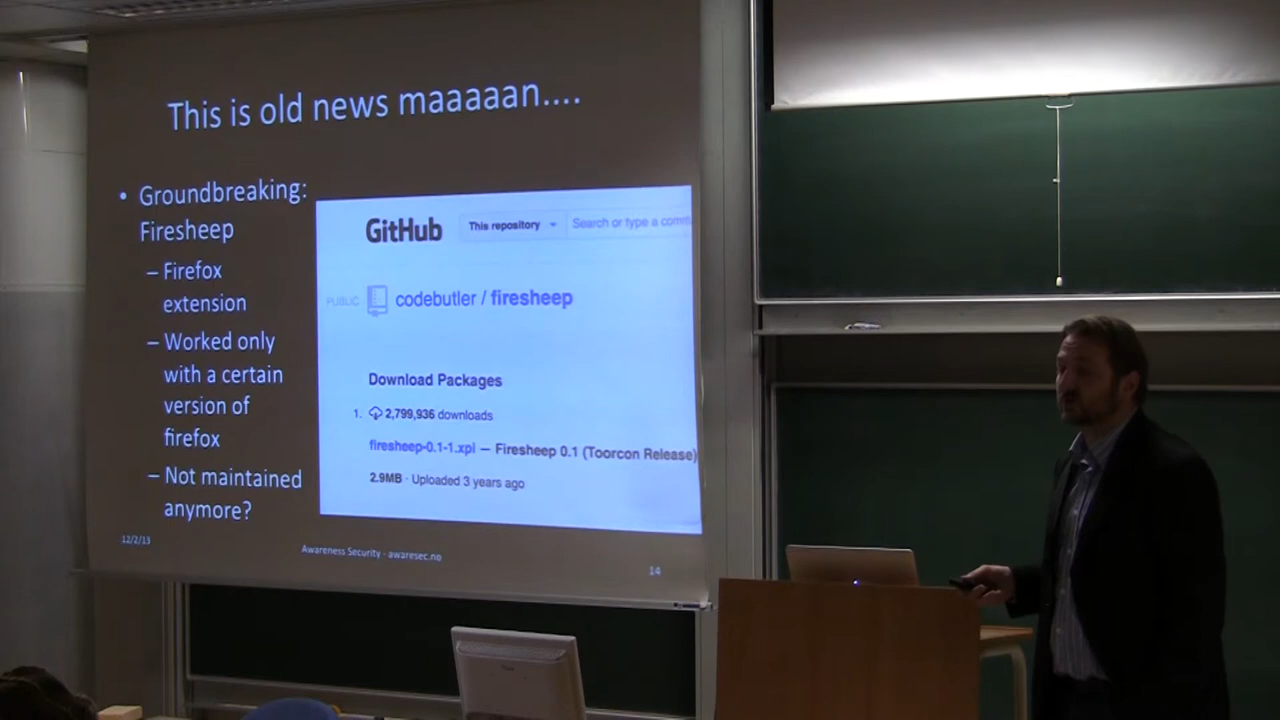 This is old news maaaaan....
• Groundbreaking:
Firesheep
– Firefox
extension
– Worked only
with a certain
version of
firefox
– Not maintained
anymore?
GitHub
This repository
Search or type a comm
PUBLIC
codebutler / firesheep
Download Packages
1. 2,799,936 downloads
firesheep-0.1-1.xpi — Firesheep 0.1 (Toorcon Release)
2.9MB · Uploaded 3 years ago
12/2/13
Awareness Security - awaresec.no
14